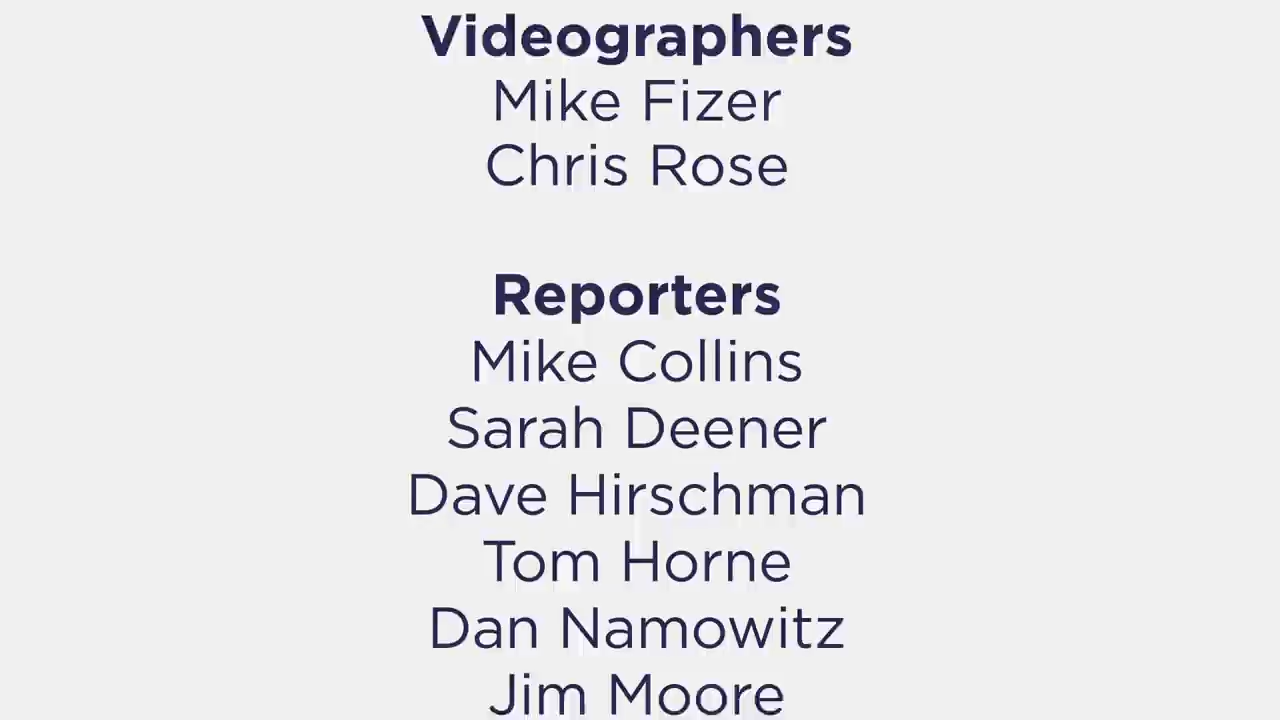 Videographers
Mike Fizer
Chris Rose
Reporters
Mike Collins
Sarah Deener
Dave Hirschman
Tom Horne
Dan Namowitz
Jim Moore